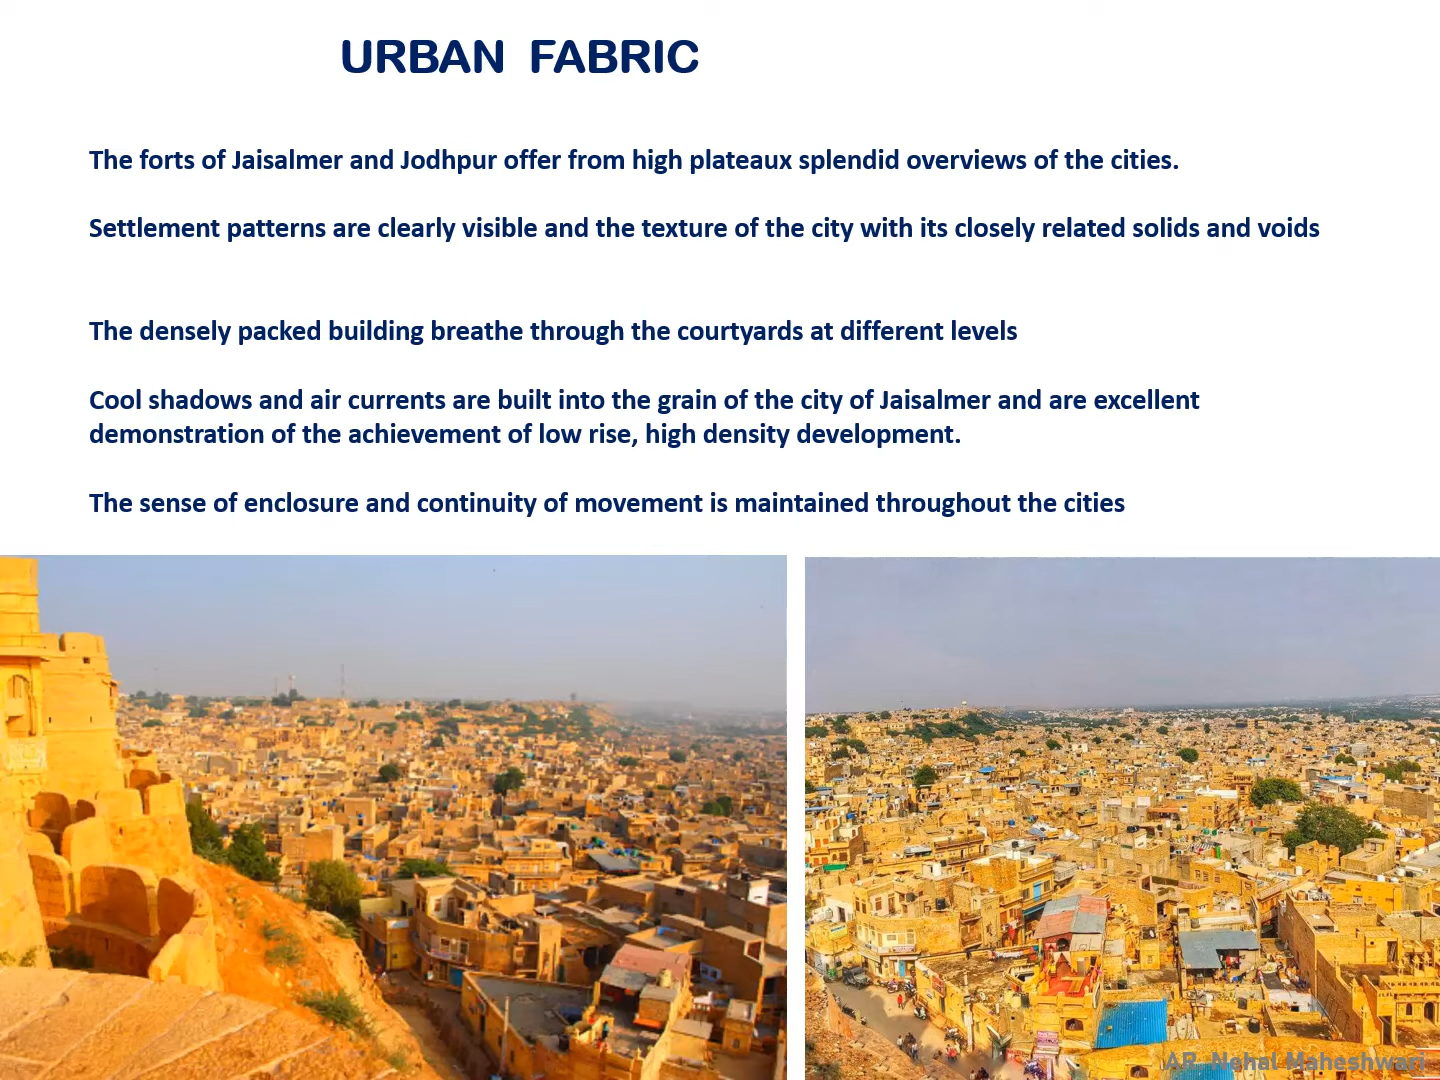 URBAN FABRIC
The forts of Jaisalmer and Jodhpur offer from high plateaux splendid overviews of the cities.
Settlement patterns are clearly visible and the texture of the city with its closely related solids and voids
The densely packed building breathe through the courtyards at different levels
Cool shadows and air currents are built into the grain of the city of Jaisalmer and are excellent
demonstration of the achievement of low rise, high density development.
The sense of enclosure and continuity of movement is maintained throughout the cities
AR. Nehal Maheshwari